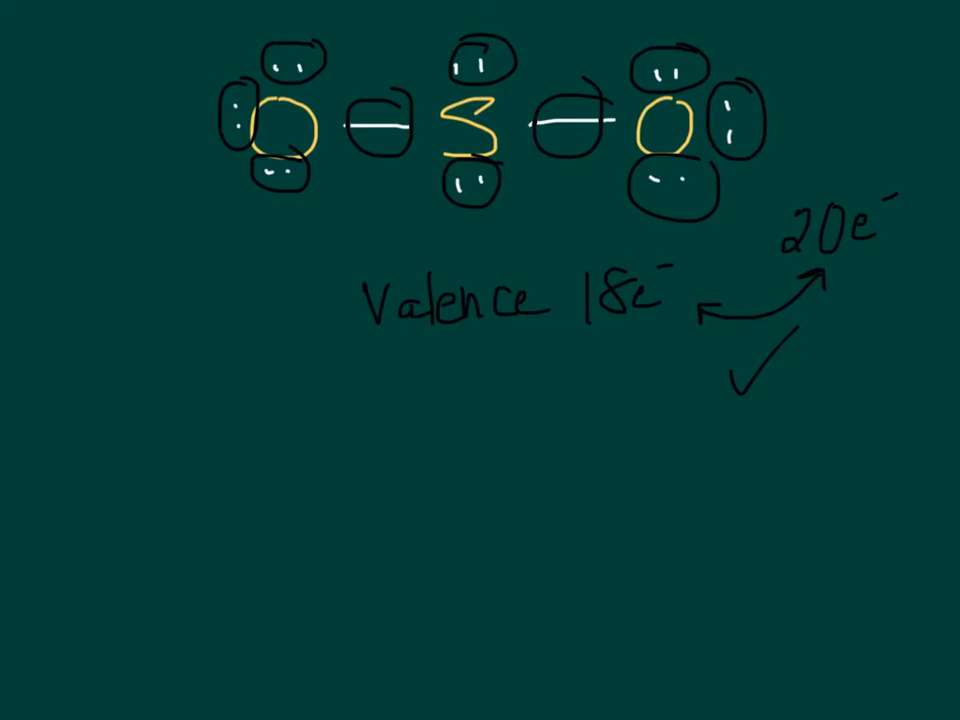 O — S — O
20e⁻
Valence 18e⁻